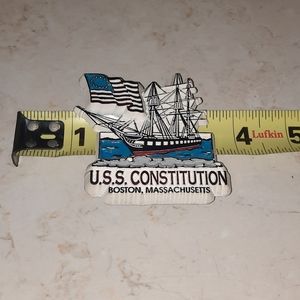 1 4 Lufkin 5
U.S.S. CONSTITUTION
BOSTON, MASSACHUSETTS